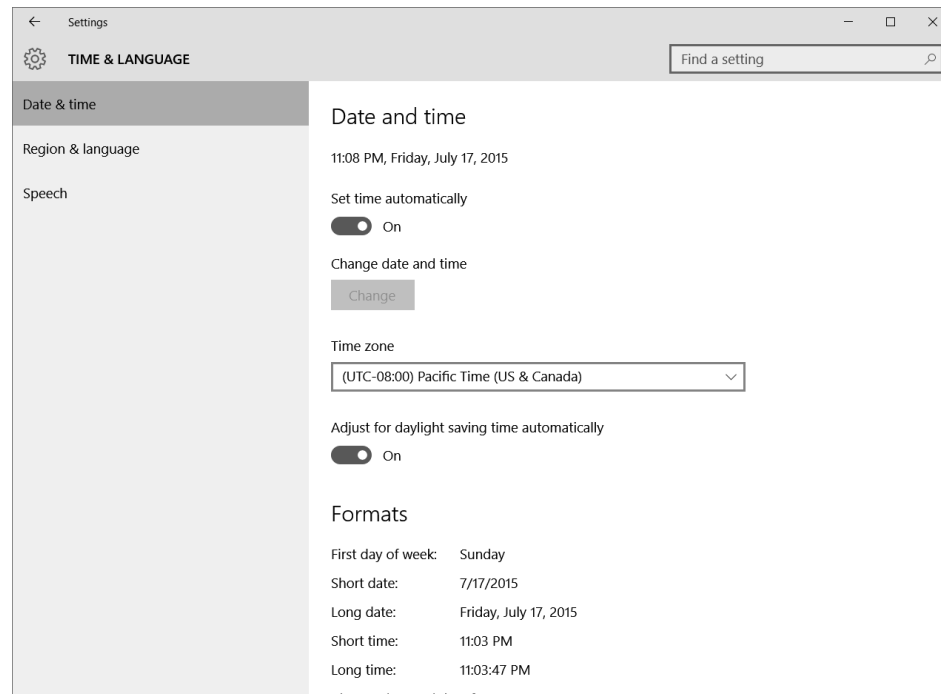 Settings
TIME & LANGUAGE
Find a setting
Date & time
Region & language
Speech
Date and time
11:08 PM, Friday, July 17, 2015
Set time automatically
On
Change date and time
Change
Time zone
(UTC-08:00) Pacific Time (US & Canada)
Adjust for daylight saving time automatically
On
Formats
First day of week: Sunday
Short date: 7/17/2015
Long date: Friday, July 17, 2015
Short time: 11:03 PM
Long time: 11:03:47 PM